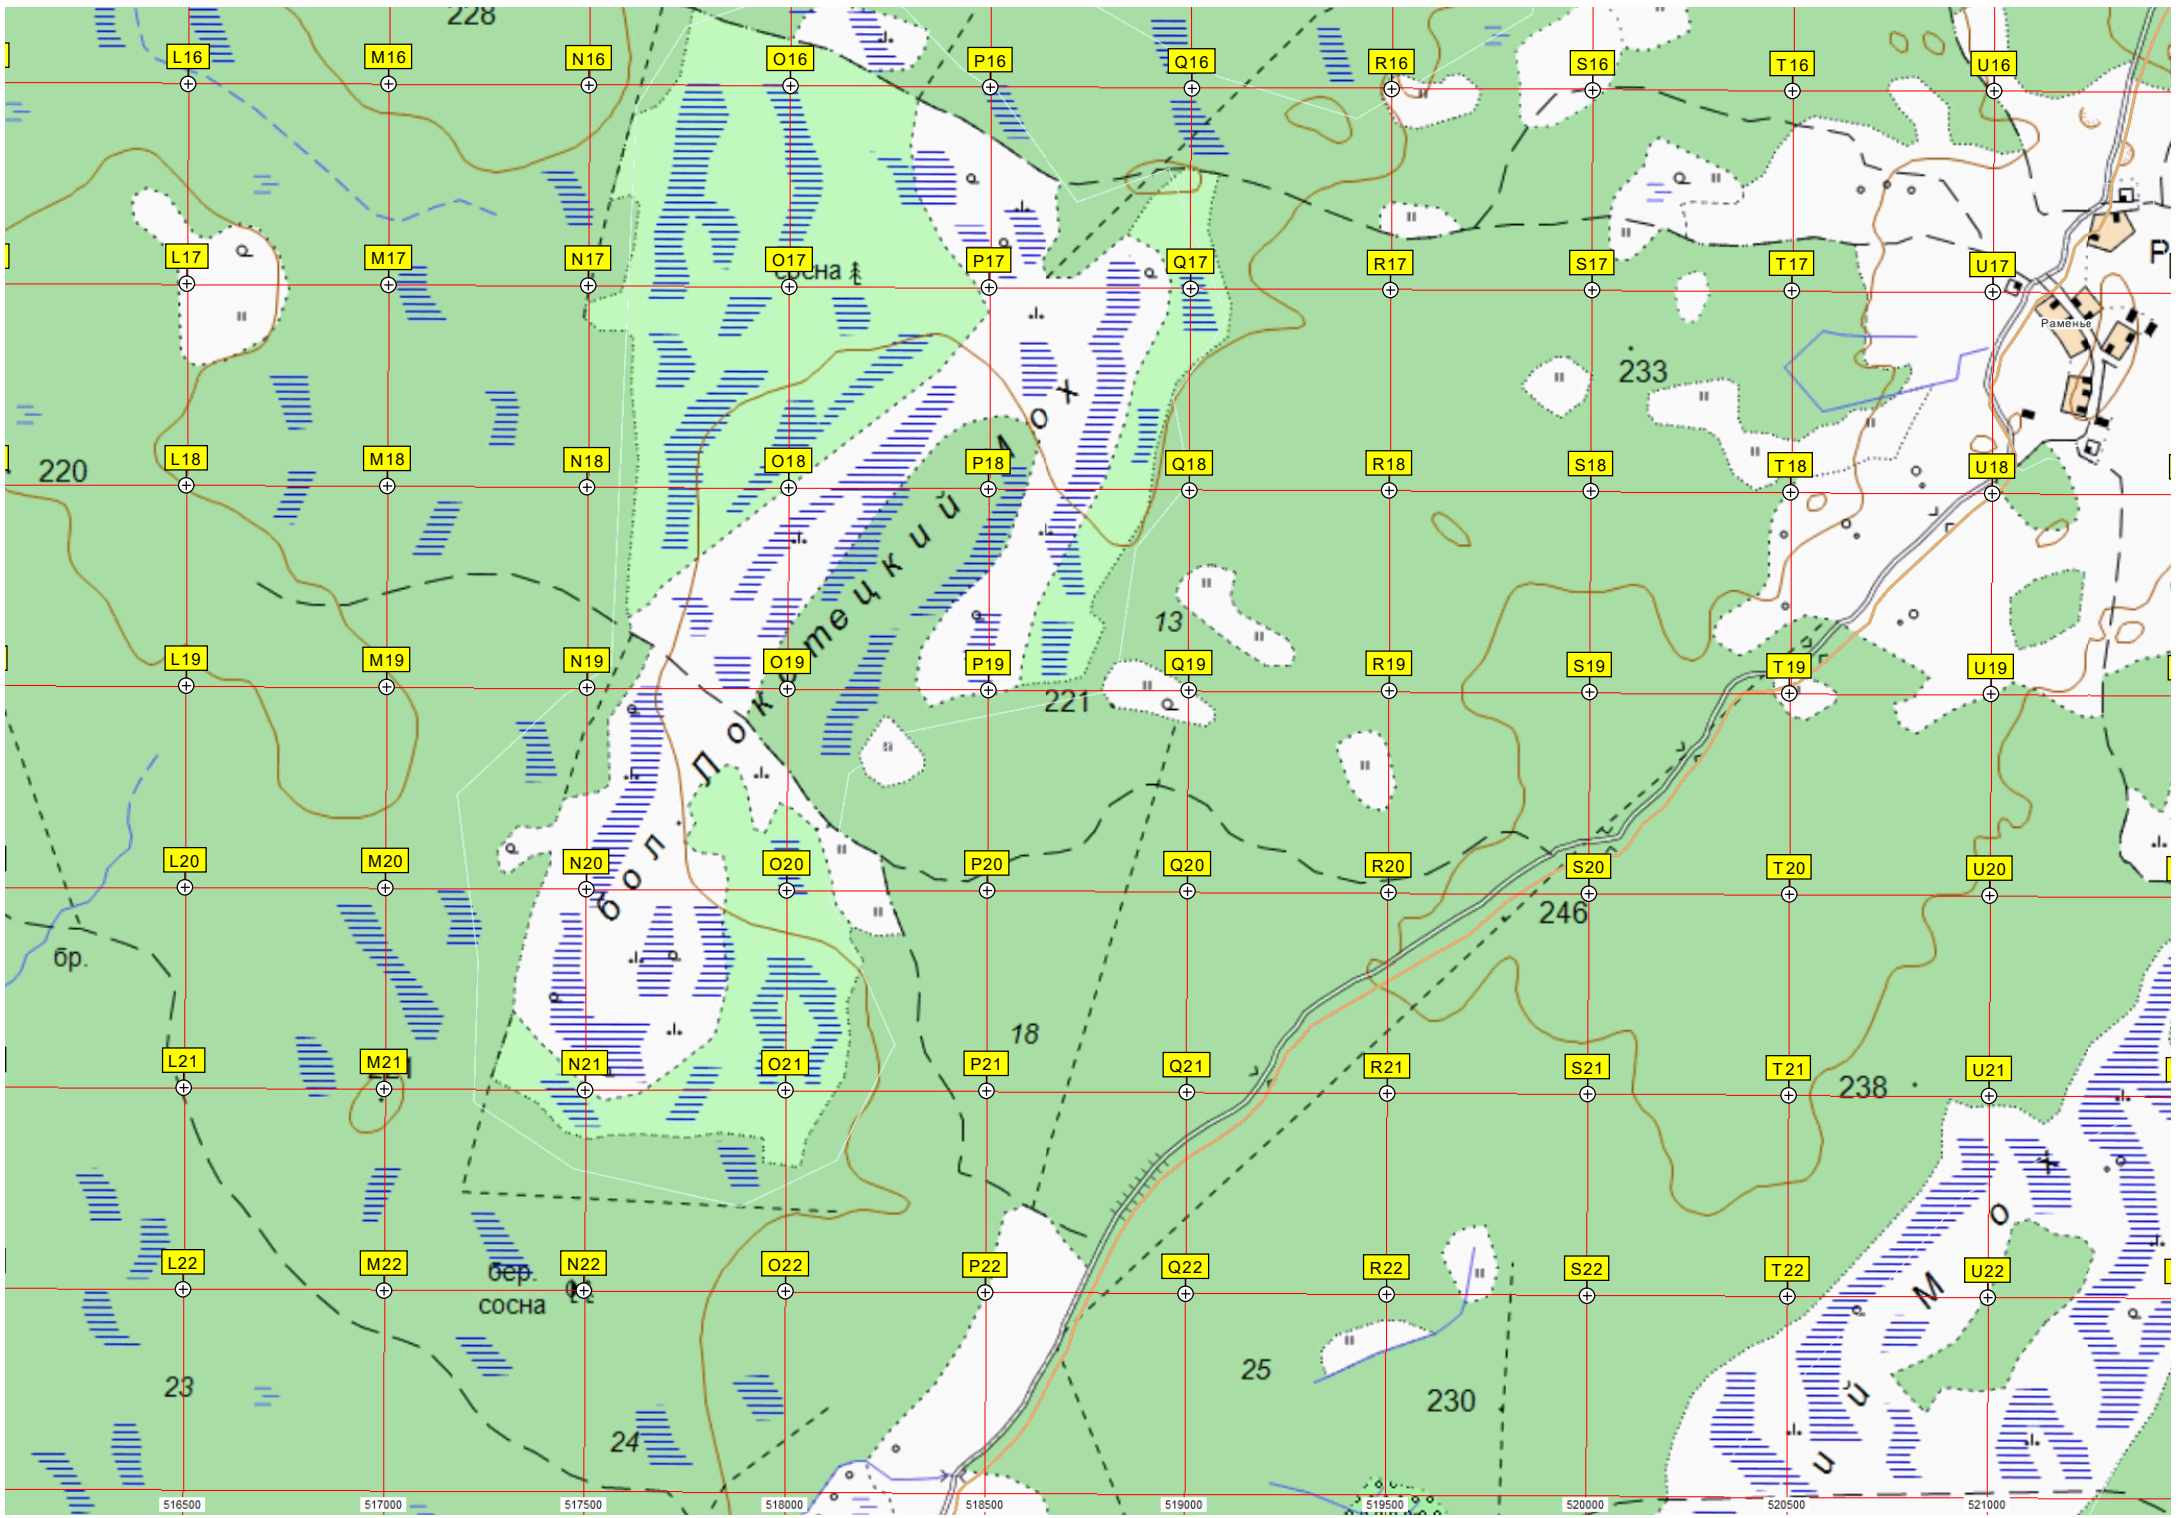 228
L16 M16 N16 O16 P16 Q16 R16 S16 T16 U16
L17 M17 N17 O17 P17 Q17 R17 S17 T17 U17
сосна
Р
Раменье
233
220
L18 M18 N18 O18 P18 Q18 R18 S18 T18 U18
13
L19 M19 N19 O19 P19 Q19 R19 S19 T19 U19
221
бол. Локотецкий мох
L20 M20 N20 O20 P20 Q20 R20 S20 T20 U20
246
бр.
18
L21 M21 N21 O21 P21 Q21 R21 S21 T21 U21
238
L22 M22 N22 O22 P22 Q22 R22 S22 T22 U22
бер.
сосна
ий Мох
23
25
230
24
516500 517000 517500 518000 518500 519000 519500 520000 520500 521000